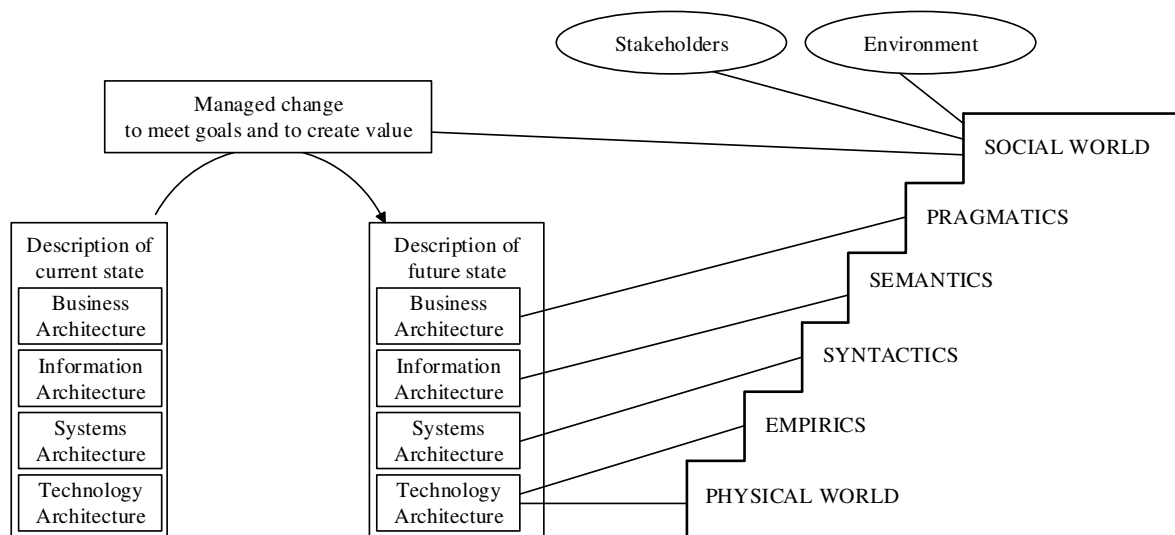 Stakeholders
Environment
Managed change
to meet goals and to create value
SOCIAL WORLD
PRAGMATICS
SEMANTICS
SYNTACTICS
EMPIRICS
PHYSICAL WORLD
Description of
current state
Business
Architecture
Information
Architecture
Systems
Architecture
Technology
Architecture
Description of
future state
Business
Architecture
Information
Architecture
Systems
Architecture
Technology
Architecture